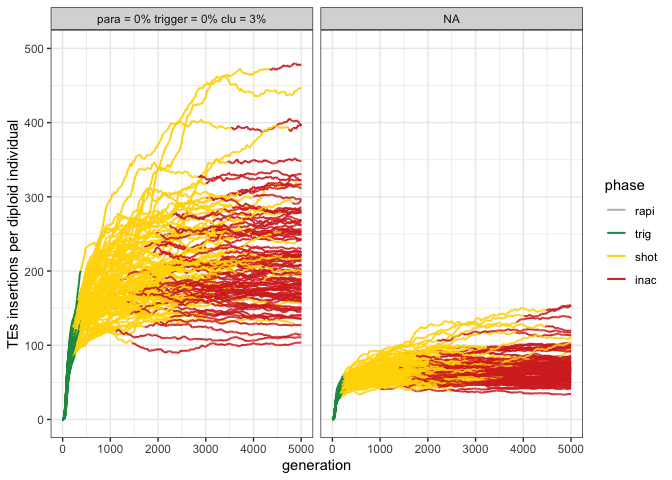 para = 0% trigger = 0% clu = 3%
NA
TEs insertions per diploid individual
500
400
300
200
100
0
0 1000 2000 3000 4000 5000
0 1000 2000 3000 4000 5000
generation
phase
rapi
trig
shot
inac